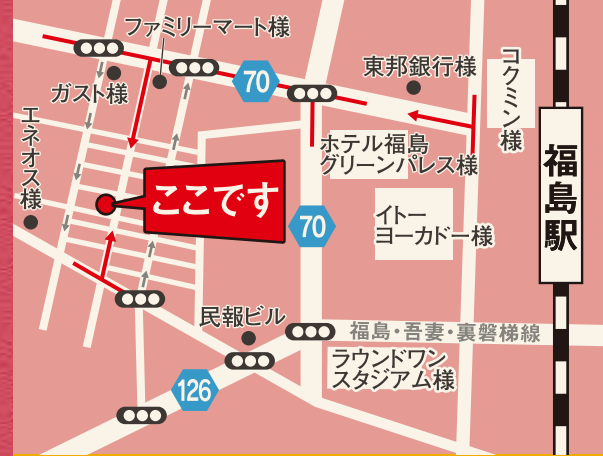 ファミリーマート様
ガスト様
70
東邦銀行様
コクミン様
エネオス様
ホテル福島
グリーンパレス様
福島駅
ここです
70
イトー
ヨーカドー様
民報ビル
福島・吾妻・裏磐梯線
ラウンドワン
スタジアム様
126